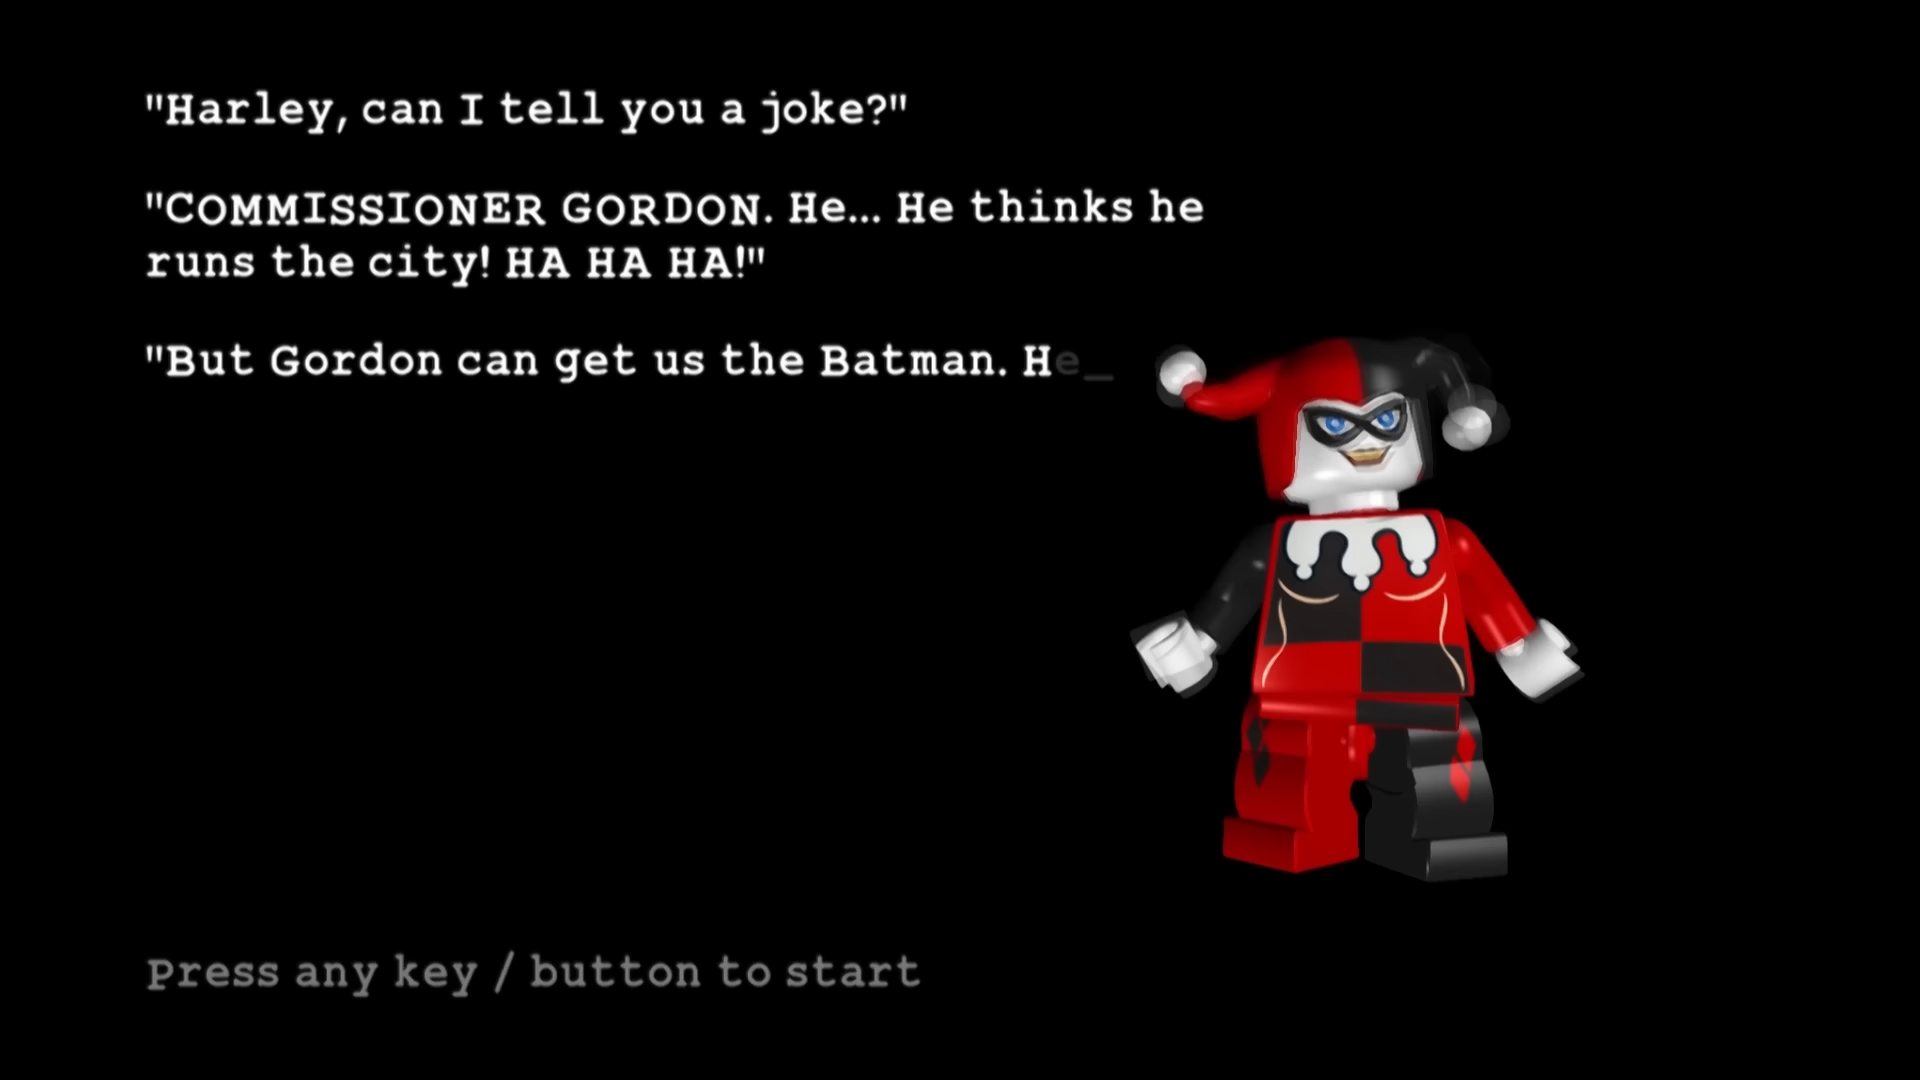 "Harley, can I tell you a joke?"
"COMMISSIONER GORDON. He... He thinks he
runs the city! HA HA HA!"
"But Gordon can get us the Batman. He_
Press any key / button to start